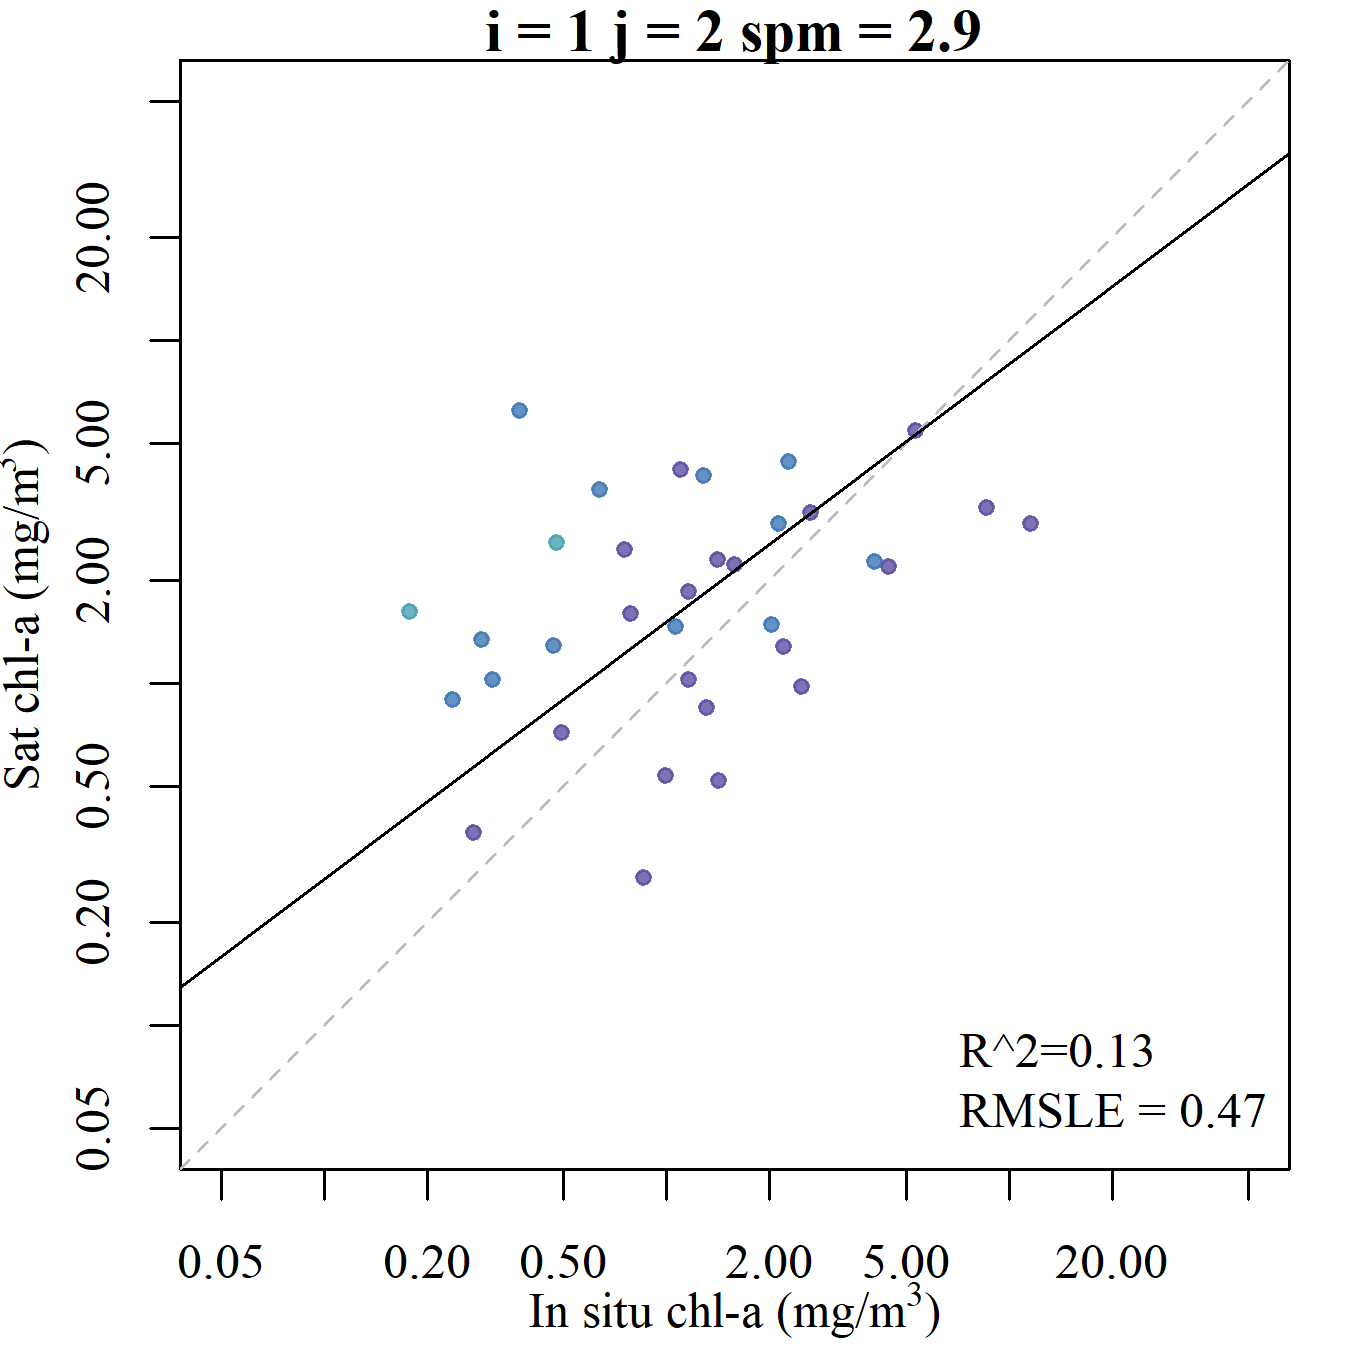 i = 1 j = 2 spm = 2.9
Sat chl-a (mg/m³)
20.00
5.00
2.00
0.50
0.20
0.05
R^2=0.13
RMSLE = 0.47
0.05 0.20 0.50 2.00 5.00 20.00
In situ chl-a (mg/m³)